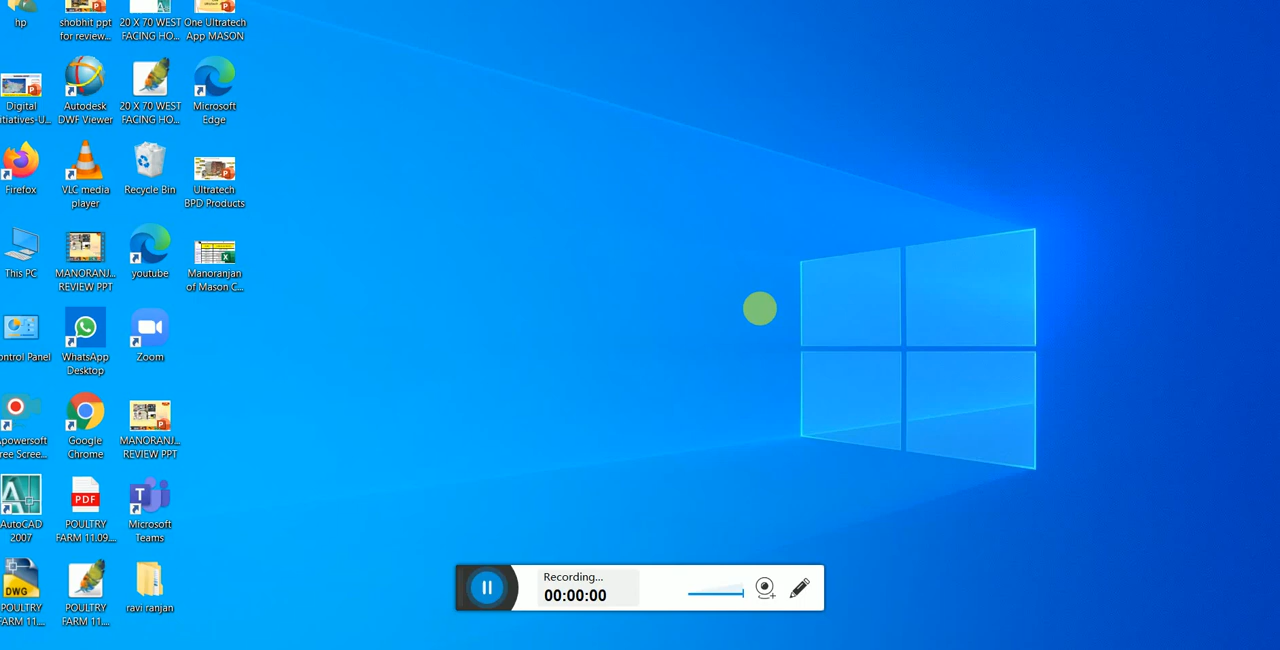 hp
shobhit ppt
for review...
20 X 70 WEST
FACING HO...
One Ultratech
App MASON
Digital
itiatives-U...
Autodesk
DWF Viewer
20 X 70 WEST
FACING HO...
Microsoft
Edge
Firefox
VLC media
player
Recycle Bin
Ultratech
BPD Products
This PC
MANORANJ...
REVIEW PPT
youtube
Manoranjan
of Mason C...
ontrol Panel
WhatsApp
Desktop
Zoom
Apowersoft
ree Scree...
Google
Chrome
MANORANJ...
REVIEW PPT
AutoCAD
2007
PDF
POULTRY
FARM 11.09...
Microsoft
Teams
DWG
POULTRY
FARM 11....
POULTRY
FARM 11....
ravi ranjan
Recording...
00:00:00